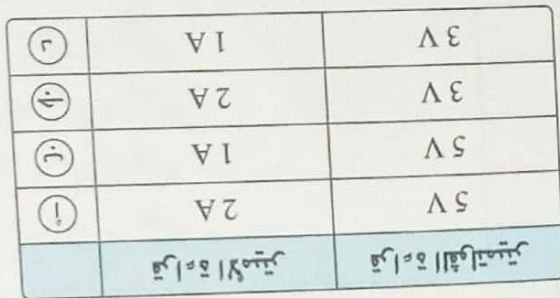 قراءة الأميتر قراءة الفولتميتر
أ 2 A 5 V
ب 1 A 5 V
ج 2 A 3 V
د 1 A 3 V